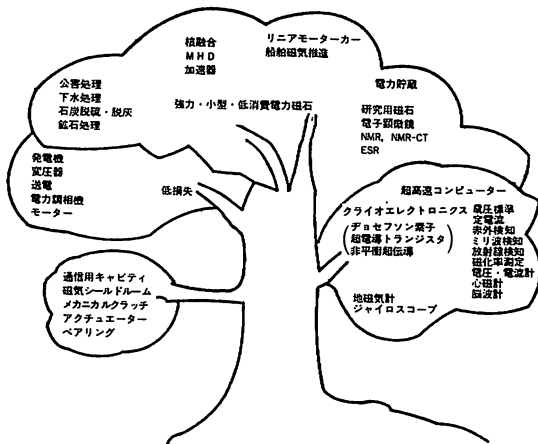 核融合
MHD
加速器
リニアモーターカー
船舶磁気推進
公害処理
下水処理
石炭脱硫・脱灰
鉱石処理
強力・小型・低消費電力磁石
電力貯蔵
研究用磁石
電子顕微鏡
NMR, NMR-CT
ESR
発電機
変圧器
送電
電力調相機
モーター
低損失
超高速コンピューター
クライオエレクトロニクス
ヂョセフソン素子
超電導トランジスタ
非平衡超伝導
電圧標準
定電流
赤外検知
ミリ波検知
放射線検知
磁化率測定
電圧・電流計
心磁計
脳波計
地磁気計
ジャイロスコープ
通信用キャビティ
磁気シールドルーム
メカニカルクラッチ
アクチュエーター
ベアリング